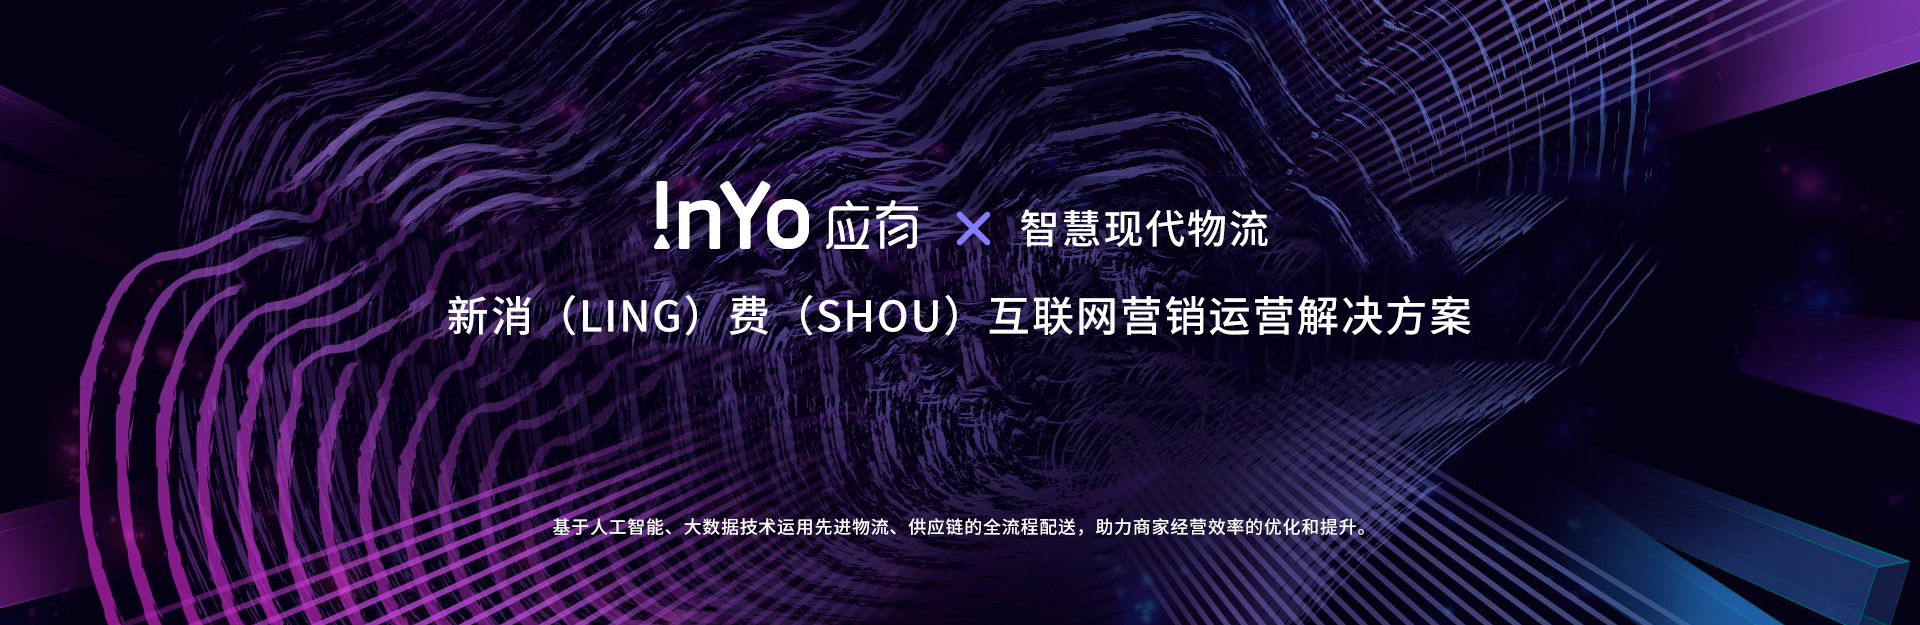 InYo 应有 × 智慧现代物流
新消（LING）费（SHOU）互联网营销运营解决方案
基于人工智能、大数据技术运用先进物流、供应链的全流程配送，助力商家经营效率的优化和提升。